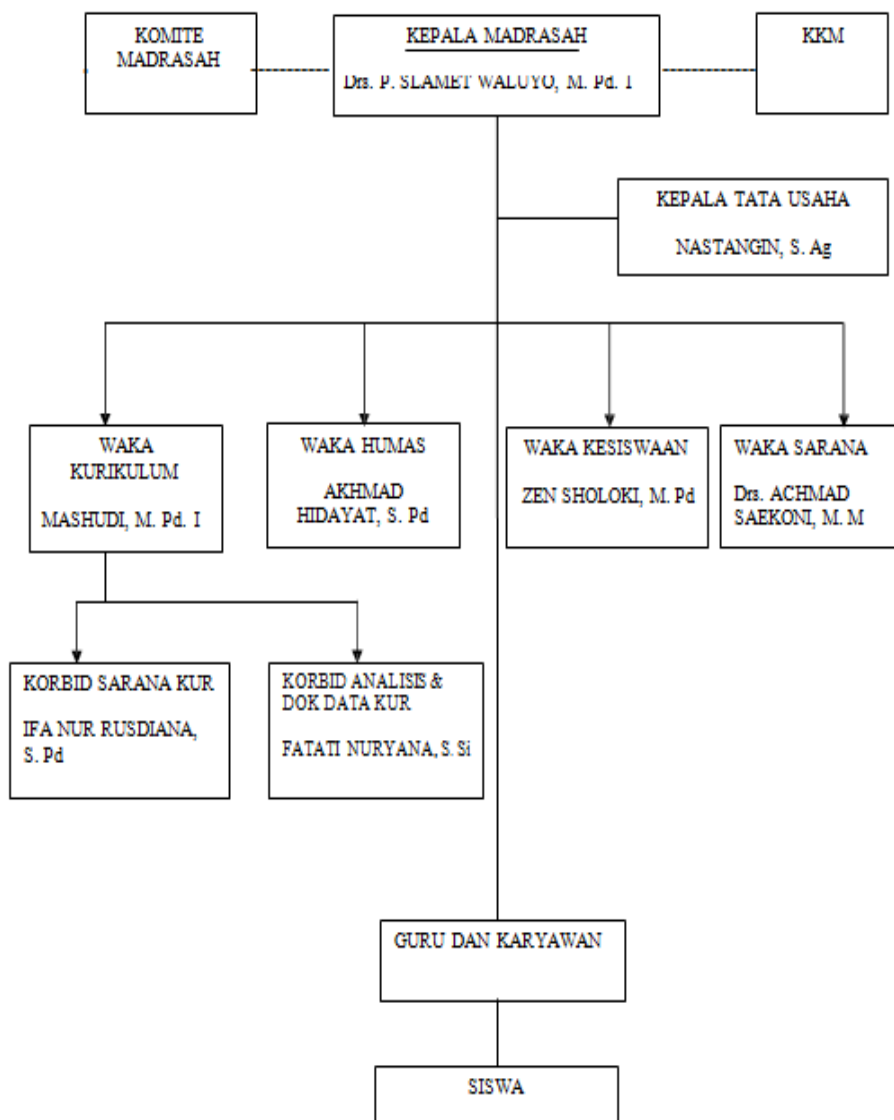 KOMITE
MADRASAH
KEPALA MADRASAH
Drs. P. SLAMET WALUYO, M. Pd. I
KKM
KEPALA TATA USAHA
NASTANGIN, S. Ag
WAKA
KURIKULUM
MASHUDI, M. Pd. I
WAKA HUMAS
AKHMAD
HIDAYAT, S. Pd
WAKA KESISWAAN
ZEN SHOLOKI, M. Pd
WAKA SARANA
Drs. ACHMAD
SAEKONI, M. M
KORBID SARANA KUR
IFA NUR RUSDIANA,
S. Pd
KORBID ANALISIS &
DOK DATA KUR
FATATI NURYANA, S. Si
GURU DAN KARYAWAN
SISWA